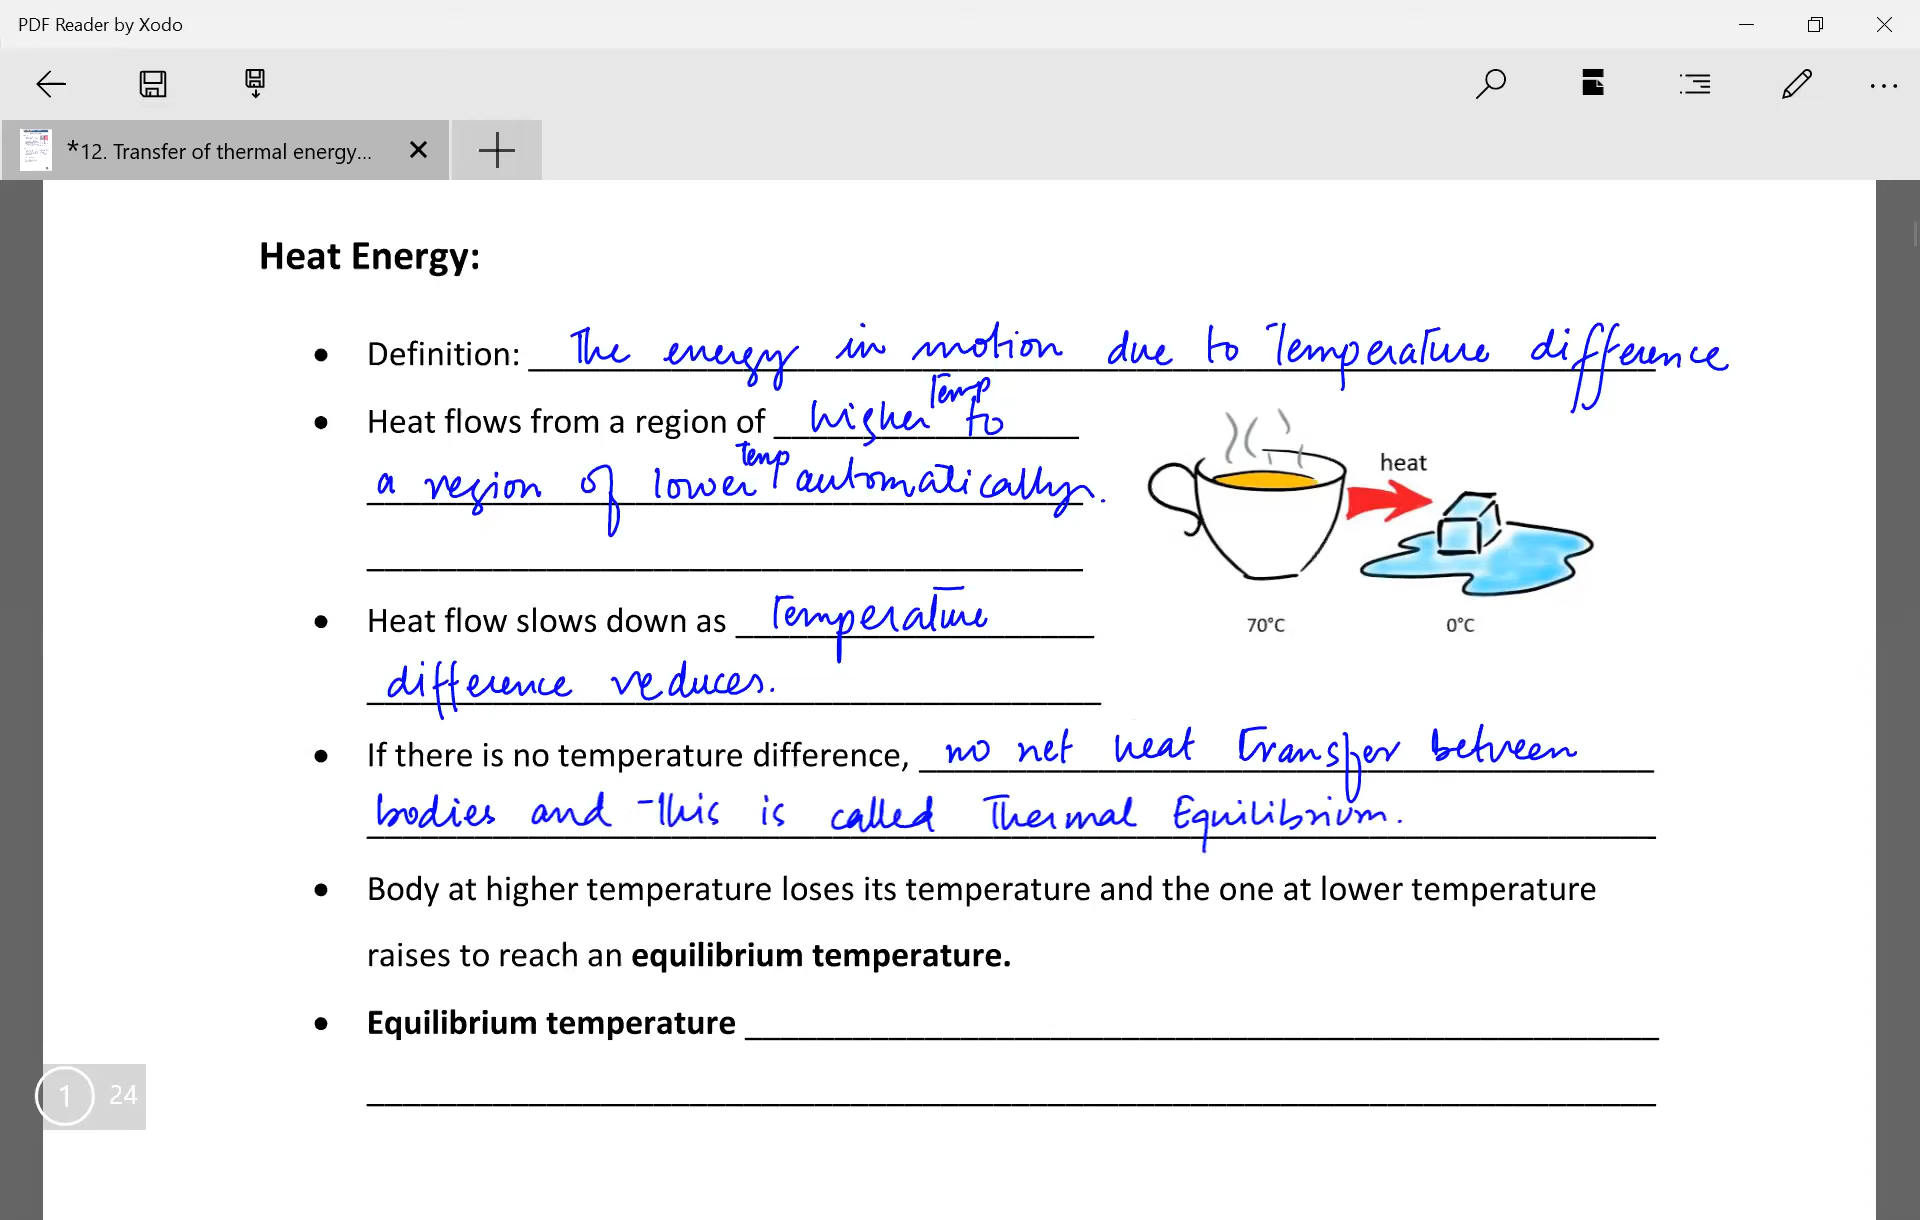 PDF Reader by Xodo
*12. Transfer of thermal energy...
Heat Energy:
• Definition: The energy in motion due to Temperature difference
• Heat flows from a region of higher Temp to
a region of lower temp automatically.
heat
70°C 0°C
• Heat flow slows down as Temperature
difference reduces.
• If there is no temperature difference, no net heat transfer between
bodies and this is called Thermal Equilibrium.
• Body at higher temperature loses its temperature and the one at lower temperature
raises to reach an equilibrium temperature.
• Equilibrium temperature
1 24